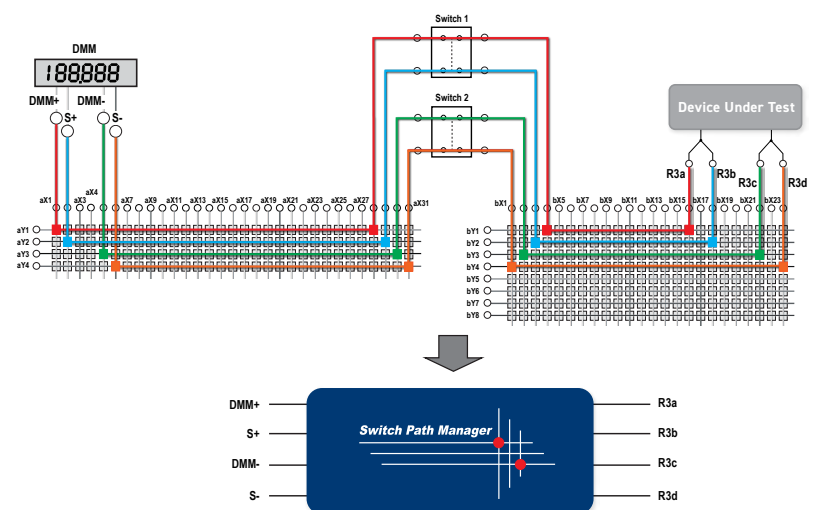 Switch 1
DMM
188.888
DMM+ DMM-
S+ S-
Switch 2
Device Under Test
R3a R3b R3c R3d
aX1 aX3 aX4 aX7 aX9 aX11 aX13 aX15 aX17 aX19 aX21 aX23 aX25 aX27 aX31
bX1 bX5 bX7 bX9 bX11 bX13 bX15 bX17 bX19 bX21 bX23
aY1
aY2
aY3
aY4
bY1
bY2
bY3
bY4
bY5
bY6
bY7
bY8
DMM+
S+
DMM-
S-
Switch Path Manager
R3a
R3b
R3c
R3d